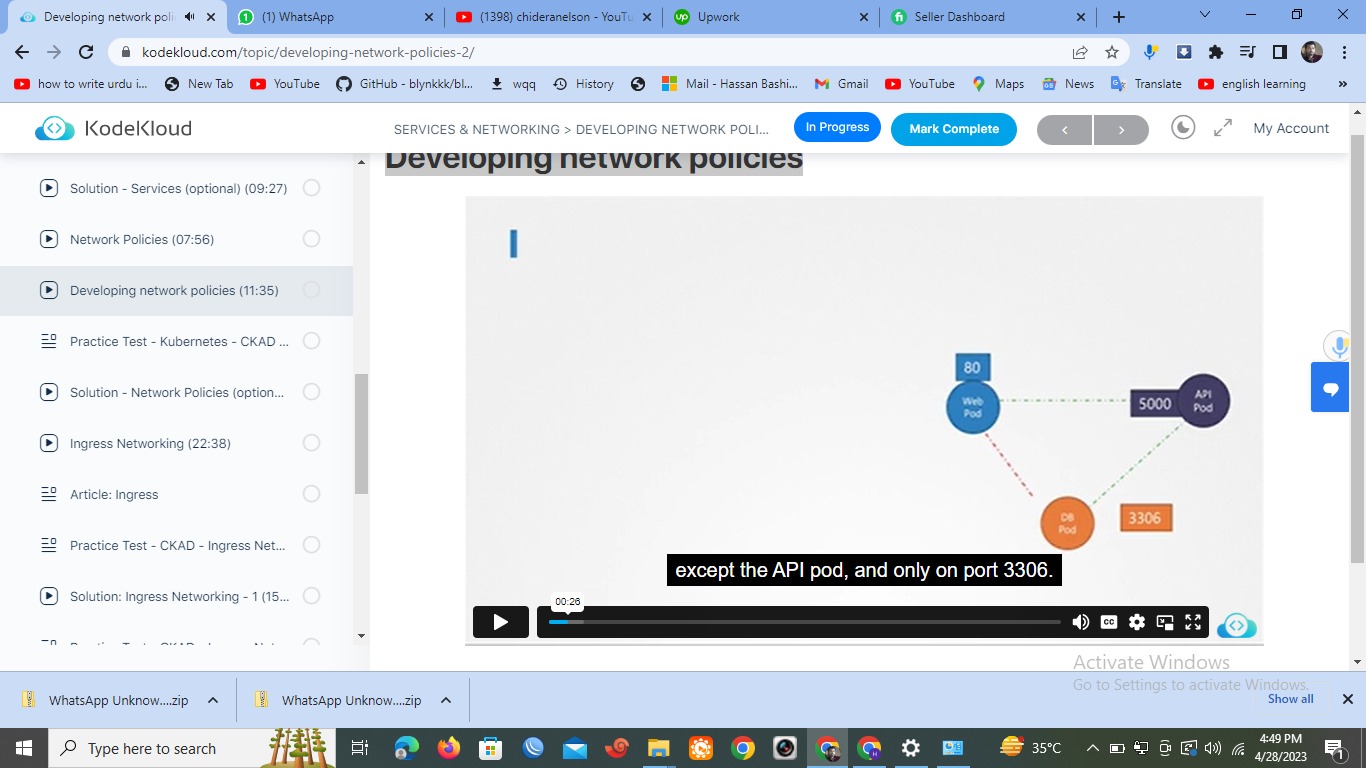 Developing network poli
(1) WhatsApp
(1398) chideranelson - YouTu
Upwork
Seller Dashboard
kodekloud.com/topic/developing-network-policies-2/
how to write urdu i...
New Tab
YouTube
GitHub - blynkkk/bl...
wqq
History
Mail - Hassan Bashi...
Gmail
YouTube
Maps
News
Translate
english learning
»
KodeKloud
SERVICES & NETWORKING > DEVELOPING NETWORK POLI...
In Progress
Mark Complete
My Account
Developing network policies
Solution - Services (optional) (09:27)
Network Policies (07:56)
Developing network policies (11:35)
Practice Test - Kubernetes - CKAD ...
Solution - Network Policies (option...
Ingress Networking (22:38)
Article: Ingress
Practice Test - CKAD - Ingress Net...
Solution: Ingress Networking - 1 (15...
80
Web
Pod
5000
API
Pod
DB
Pod
3306
except the API pod, and only on port 3306.
00:26
CC
Activate Windows
Go to Settings to activate Windows.
WhatsApp Unknow....zip
WhatsApp Unknow....zip
Show all
Type here to search
35°C
4:49 PM
4/28/2023
1